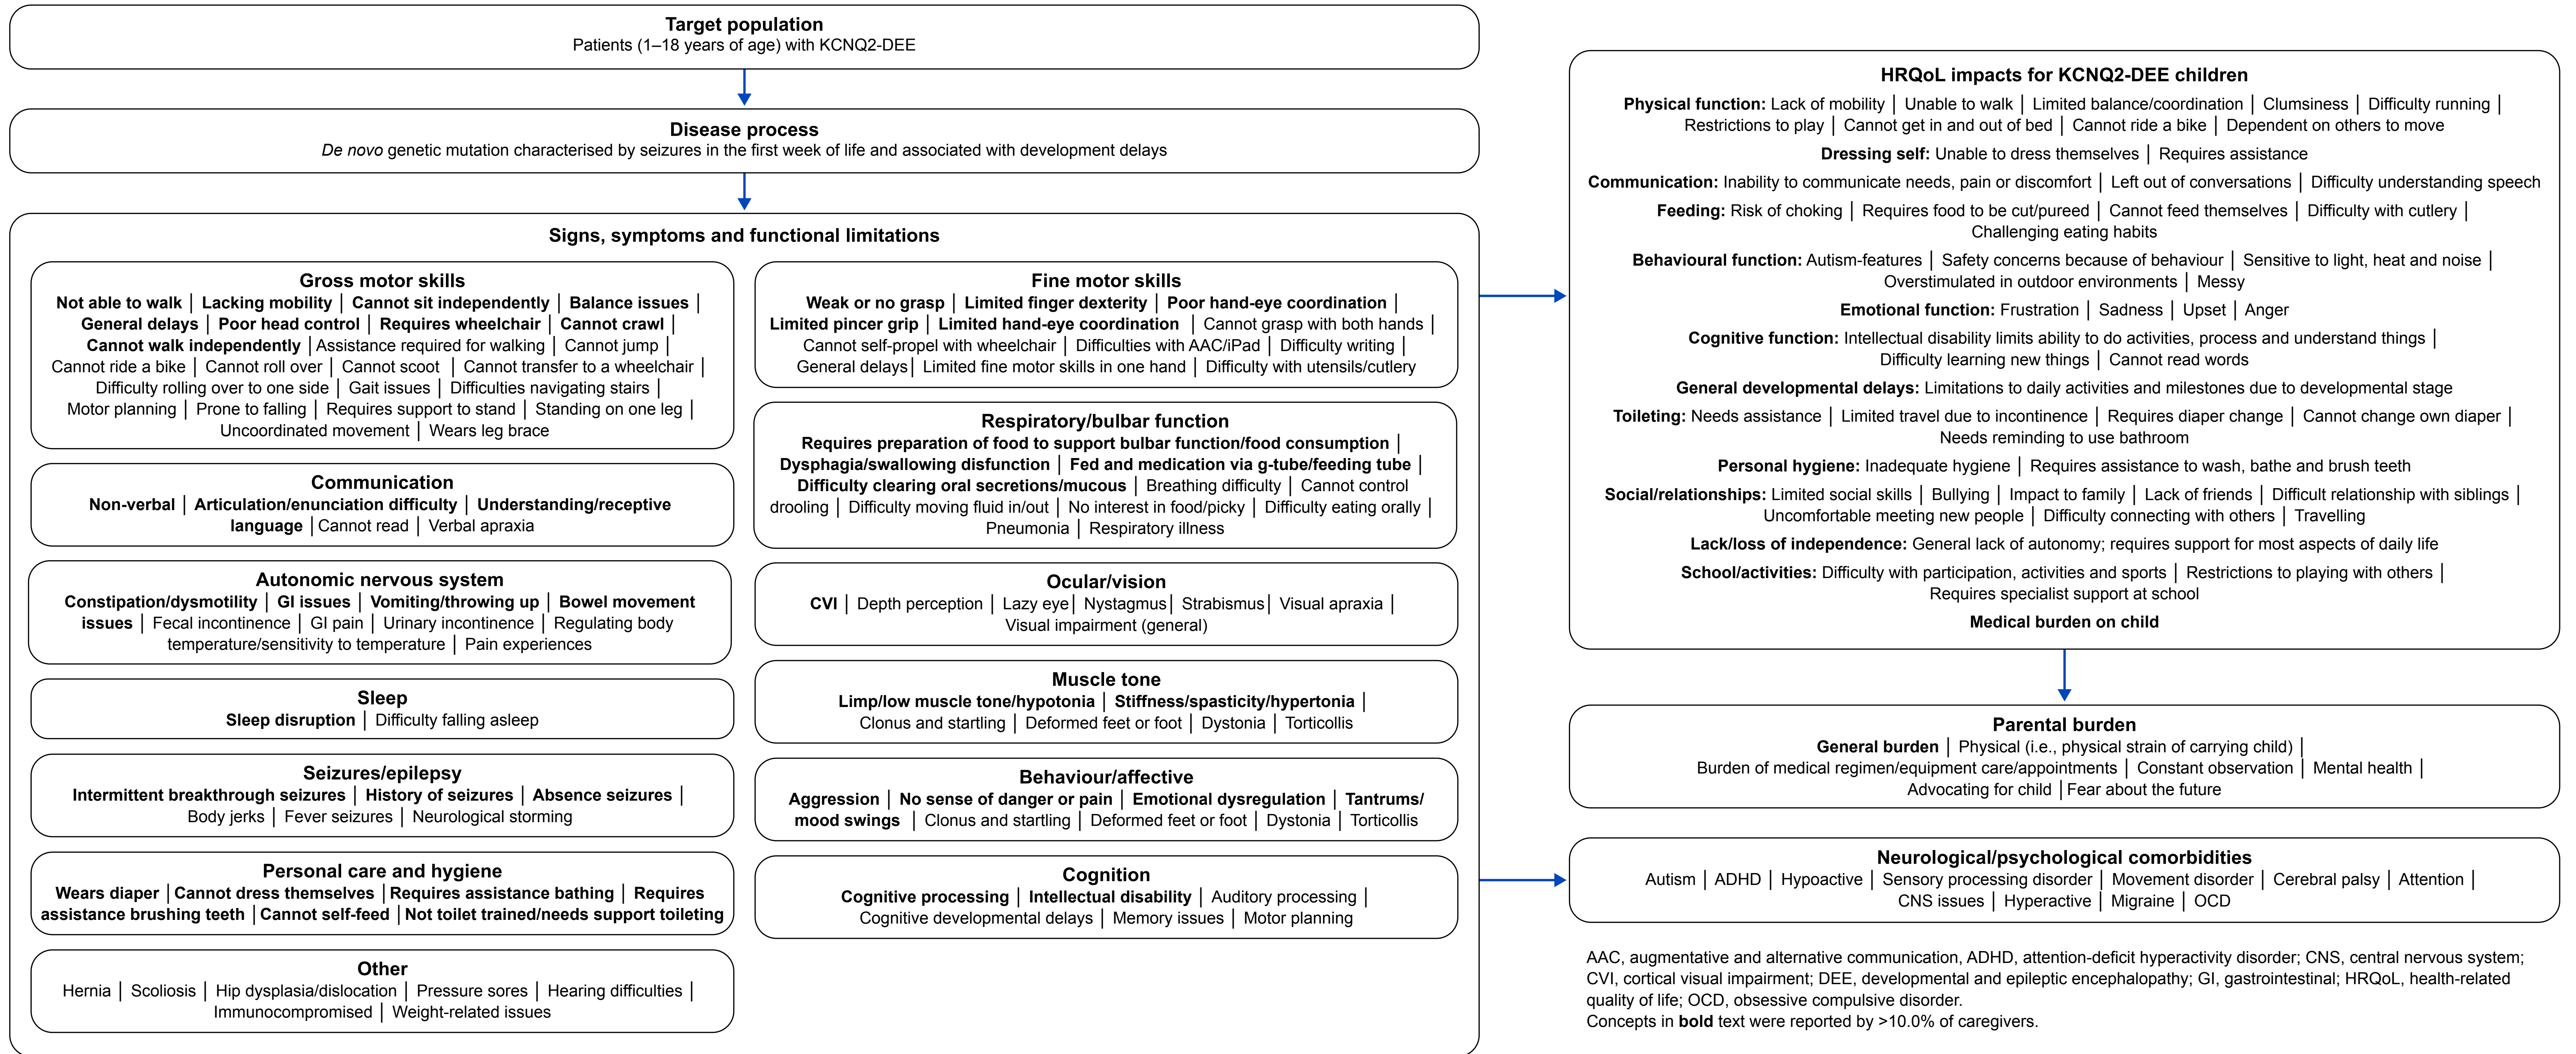 Target population
Patients (1–18 years of age) with KCNQ2-DEE
Disease process
De novo genetic mutation characterised by seizures in the first week of life and associated with development delays
Signs, symptoms and functional limitations
Gross motor skills
Not able to walk | Lacking mobility | Cannot sit independently | Balance issues |
General delays | Poor head control | Requires wheelchair | Cannot crawl |
Cannot walk independently | Assistance required for walking | Cannot jump |
Cannot ride a bike | Cannot roll over | Cannot scoot | Cannot transfer to a wheelchair |
Difficulty rolling over to one side | Gait issues | Difficulties navigating stairs |
Motor planning | Prone to falling | Requires support to stand | Standing on one leg |
Uncoordinated movement | Wears leg brace
Communication
Non-verbal | Articulation/enunciation difficulty | Understanding/receptive
language | Cannot read | Verbal apraxia
Autonomic nervous system
Constipation/dysmotility | GI issues | Vomiting/throwing up | Bowel movement
issues | Fecal incontinence | GI pain | Urinary incontinence | Regulating body
temperature/sensitivity to temperature | Pain experiences
Sleep
Sleep disruption | Difficulty falling asleep
Seizures/epilepsy
Intermittent breakthrough seizures | History of seizures | Absence seizures |
Body jerks | Fever seizures | Neurological storming
Personal care and hygiene
Wears diaper | Cannot dress themselves | Requires assistance bathing | Requires
assistance brushing teeth | Cannot self-feed | Not toilet trained/needs support toileting
Other
Hernia | Scoliosis | Hip dysplasia/dislocation | Pressure sores | Hearing difficulties |
Immunocompromised | Weight-related issues
Fine motor skills
Weak or no grasp | Limited finger dexterity | Poor hand-eye coordination |
Limited pincer grip | Limited hand-eye coordination | Cannot grasp with both hands |
Cannot self-propel with wheelchair | Difficulties with AAC/iPad | Difficulty writing |
General delays | Limited fine motor skills in one hand | Difficulty with utensils/cutlery
Respiratory/bulbar function
Requires preparation of food to support bulbar function/food consumption |
Dysphagia/swallowing disfunction | Fed and medication via g-tube/feeding tube |
Difficulty clearing oral secretions/mucous | Breathing difficulty | Cannot control
drooling | Difficulty moving fluid in/out | No interest in food/picky | Difficulty eating orally |
Pneumonia | Respiratory illness
Ocular/vision
CVI | Depth perception | Lazy eye | Nystagmus | Strabismus | Visual apraxia |
Visual impairment (general)
Muscle tone
Limp/low muscle tone/hypotonia | Stiffness/spasticity/hypertonia |
Clonus and startling | Deformed feet or foot | Dystonia | Torticollis
Behaviour/affective
Aggression | No sense of danger or pain | Emotional dysregulation | Tantrums/
mood swings | Clonus and startling | Deformed feet or foot | Dystonia | Torticollis
Cognition
Cognitive processing | Intellectual disability | Auditory processing |
Cognitive developmental delays | Memory issues | Motor planning
HRQoL impacts for KCNQ2-DEE children
Physical function: Lack of mobility | Unable to walk | Limited balance/coordination | Clumsiness | Difficulty running |
Restrictions to play | Cannot get in and out of bed | Cannot ride a bike | Dependent on others to move
Dressing self: Unable to dress themselves | Requires assistance
Communication: Inability to communicate needs, pain or discomfort | Left out of conversations | Difficulty understanding speech
Feeding: Risk of choking | Requires food to be cut/pureed | Cannot feed themselves | Difficulty with cutlery |
Challenging eating habits
Behavioural function: Autism-features | Safety concerns because of behaviour | Sensitive to light, heat and noise |
Overstimulated in outdoor environments | Messy
Emotional function: Frustration | Sadness | Upset | Anger
Cognitive function: Intellectual disability limits ability to do activities, process and understand things |
Difficulty learning new things | Cannot read words
General developmental delays: Limitations to daily activities and milestones due to developmental stage
Toileting: Needs assistance | Limited travel due to incontinence | Requires diaper change | Cannot change own diaper |
Needs reminding to use bathroom
Personal hygiene: Inadequate hygiene | Requires assistance to wash, bathe and brush teeth
Social/relationships: Limited social skills | Bullying | Impact to family | Lack of friends | Difficult relationship with siblings |
Uncomfortable meeting new people | Difficulty connecting with others | Travelling
Lack/loss of independence: General lack of autonomy; requires support for most aspects of daily life
School/activities: Difficulty with participation, activities and sports | Restrictions to playing with others |
Requires specialist support at school
Medical burden on child
Parental burden
General burden | Physical (i.e., physical strain of carrying child) |
Burden of medical regimen/equipment care/appointments | Constant observation | Mental health |
Advocating for child | Fear about the future
Neurological/psychological comorbidities
Autism | ADHD | Hypoactive | Sensory processing disorder | Movement disorder | Cerebral palsy | Attention |
CNS issues | Hyperactive | Migraine | OCD
AAC, augmentative and alternative communication, ADHD, attention-deficit hyperactivity disorder; CNS, central nervous system;
CVI, cortical visual impairment; DEE, developmental and epileptic encephalopathy; GI, gastrointestinal; HRQoL, health-related
quality of life; OCD, obsessive compulsive disorder.
Concepts in bold text were reported by >10.0% of caregivers.